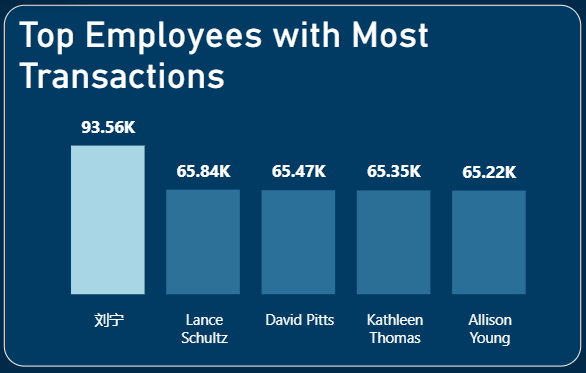 Top Employees with Most
Transactions
93.56K
65.84K
65.47K
65.35K
65.22K
刘宁
Lance
Schultz
David Pitts
Kathleen
Thomas
Allison
Young